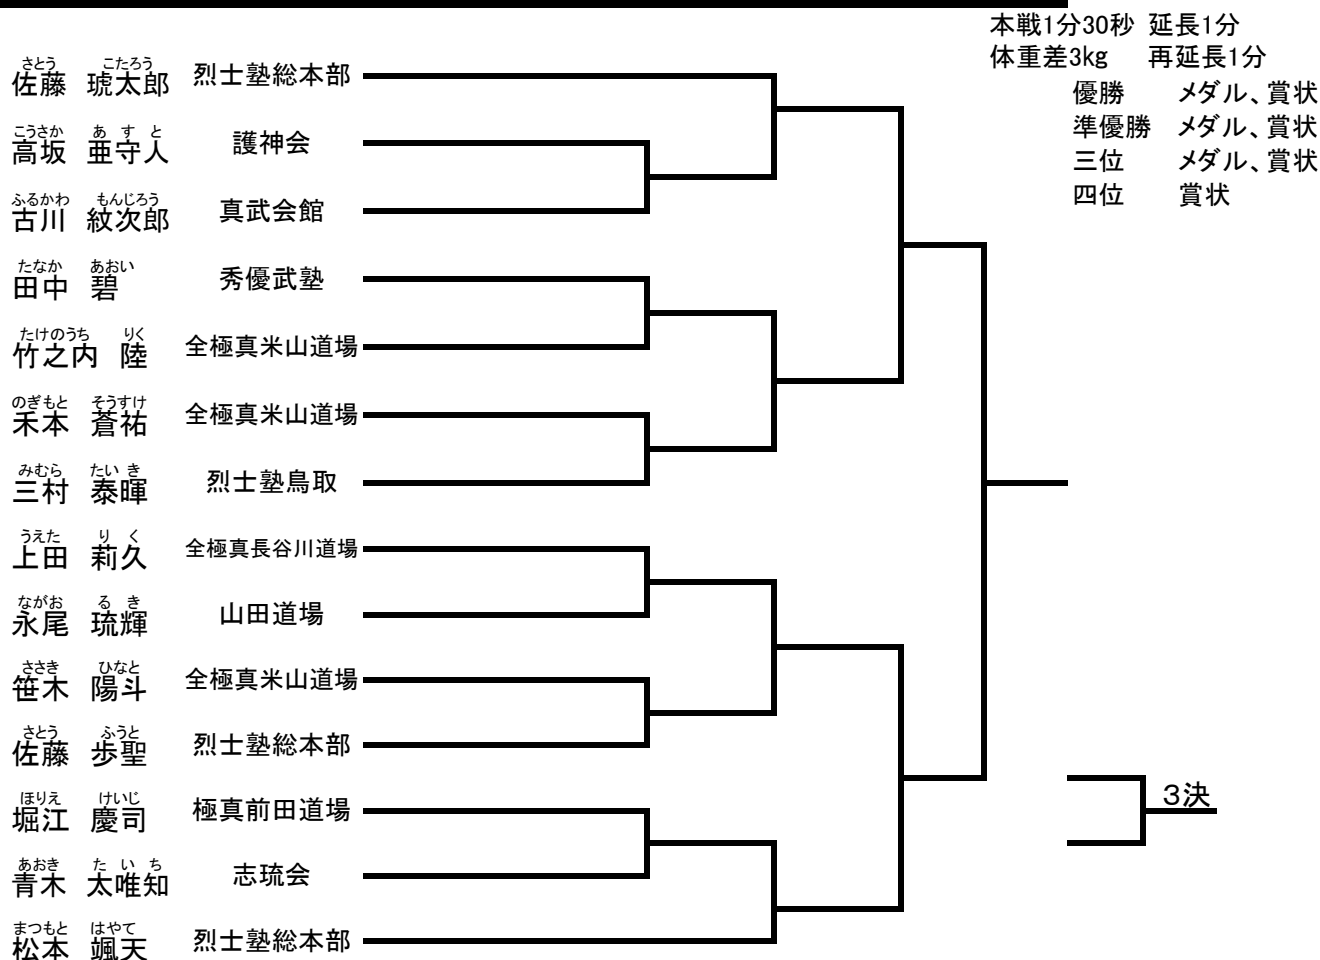 本戦1分30秒 延長1分
体重差3kg 再延長1分
優勝 メダル、賞状
準優勝 メダル、賞状
三位 メダル、賞状
四位 賞状
さとう こたろう
佐藤 琥太郎 烈士塾総本部
こうさか あすと
高坂 亜守人 護神会
ふるかわ もんじろう
古川 紋次郎 真武会館
たなか あおい
田中 碧 秀優武塾
たけのうち りく
竹之内 陸 全極真米山道場
のぎもと そうすけ
禾本 蒼祐 全極真米山道場
みむら たいき
三村 泰暉 烈士塾鳥取
うえた りく
上田 莉久 全極真長谷川道場
ながお るき
永尾 琉輝 山田道場
ささき ひなと
笹木 陽斗 全極真米山道場
さとう ふうと
佐藤 歩聖 烈士塾総本部
ほりえ けいじ
堀江 慶司 極真前田道場
3決
あおき たいち
青木 太唯知 志琉会
まつもと はやて
松本 颯天 烈士塾総本部